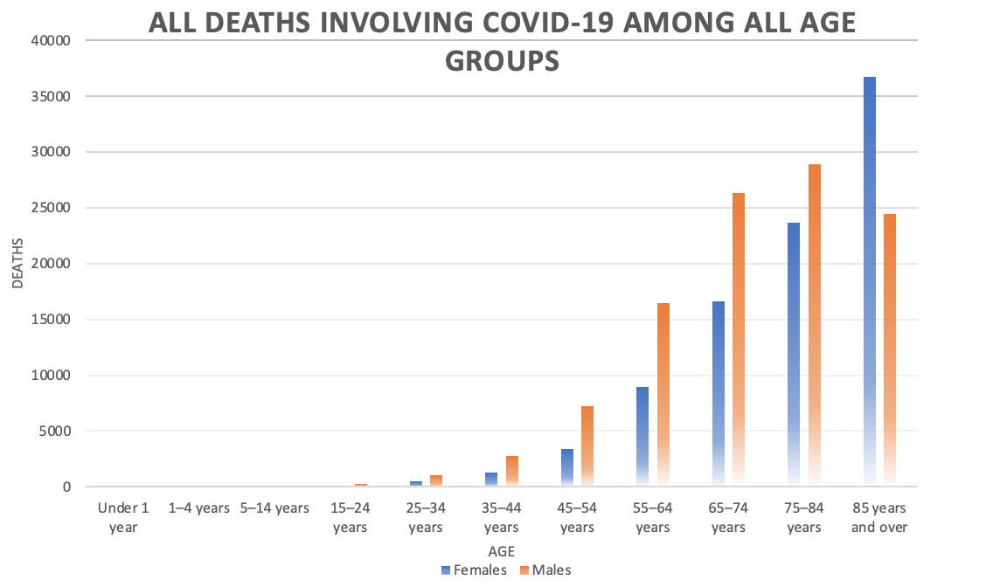 ALL DEATHS INVOLVING COVID-19 AMONG ALL AGE
GROUPS
40000
35000
30000
25000
20000
15000
10000
5000
0
DEATHS
Under 1
year
1–4 years
5–14 years
15–24
years
25–34
years
35–44
years
45–54
years
55–64
years
65–74
years
75–84
years
85 years
and over
AGE
Females
Males